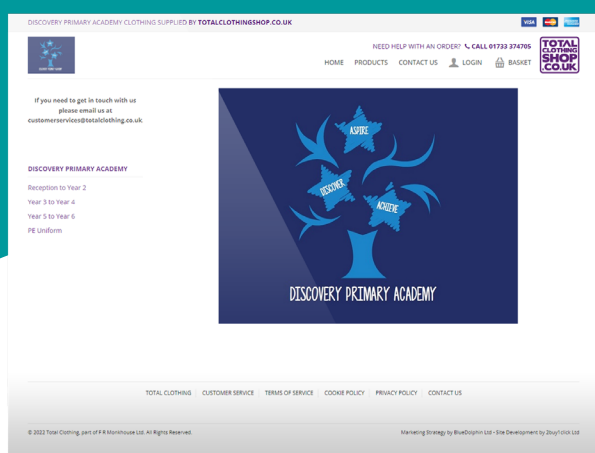 DISCOVERY PRIMARY ACADEMY CLOTHING SUPPLIED BY TOTALCLOTHINGSHOP.CO.UK
VISA
NEED HELP WITH AN ORDER? CALL 01733 374705
HOME PRODUCTS CONTACT US LOGIN BASKET
TOTAL
CLOTHING
SHOP
.CO.UK
If you need to get in touch with us
please email us at
customerservices@totalclothing.co.uk
DISCOVERY PRIMARY ACADEMY
Reception to Year 2
Year 3 to Year 4
Year 5 to Year 6
PE Uniform
ASPIRE
DISCOVER
ACHIEVE
DISCOVERY PRIMARY ACADEMY
TOTAL CLOTHING CUSTOMER SERVICE TERMS OF SERVICE COOKIE POLICY PRIVACY POLICY CONTACT US
© 2022 Total Clothing, part of F R Monkhouse Ltd. All Rights Reserved.
Marketing Strategy by BlueDolphin Ltd - Site Development by 2buy1click Ltd